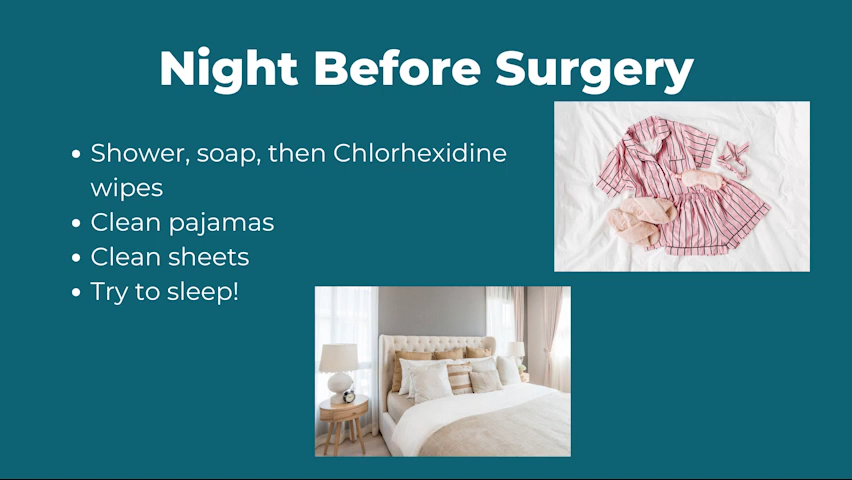 Night Before Surgery
• Shower, soap, then Chlorhexidine
wipes
• Clean pajamas
• Clean sheets
• Try to sleep!